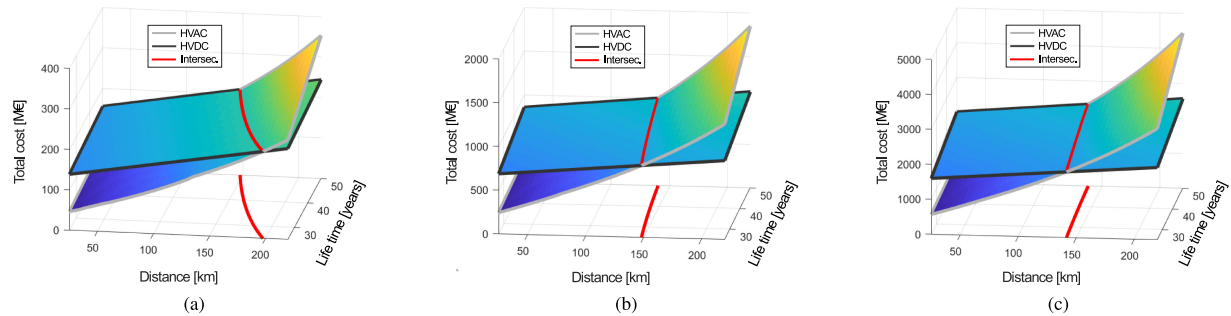 HVAC
HVDC
Intersec.
400
300
200
100
0
Total cost [M€]
50
100
150
200
Distance [km]
30
40
50
Life time [years]
(a)
HVAC
HVDC
Intersec.
2000
1500
1000
500
0
Total cost [M€]
50
100
150
200
Distance [km]
30
40
50
Life time [years]
(b)
HVAC
HVDC
Intersec.
5000
4000
3000
2000
1000
0
Total cost [M€]
50
100
150
200
Distance [km]
30
40
50
Life time [years]
(c)